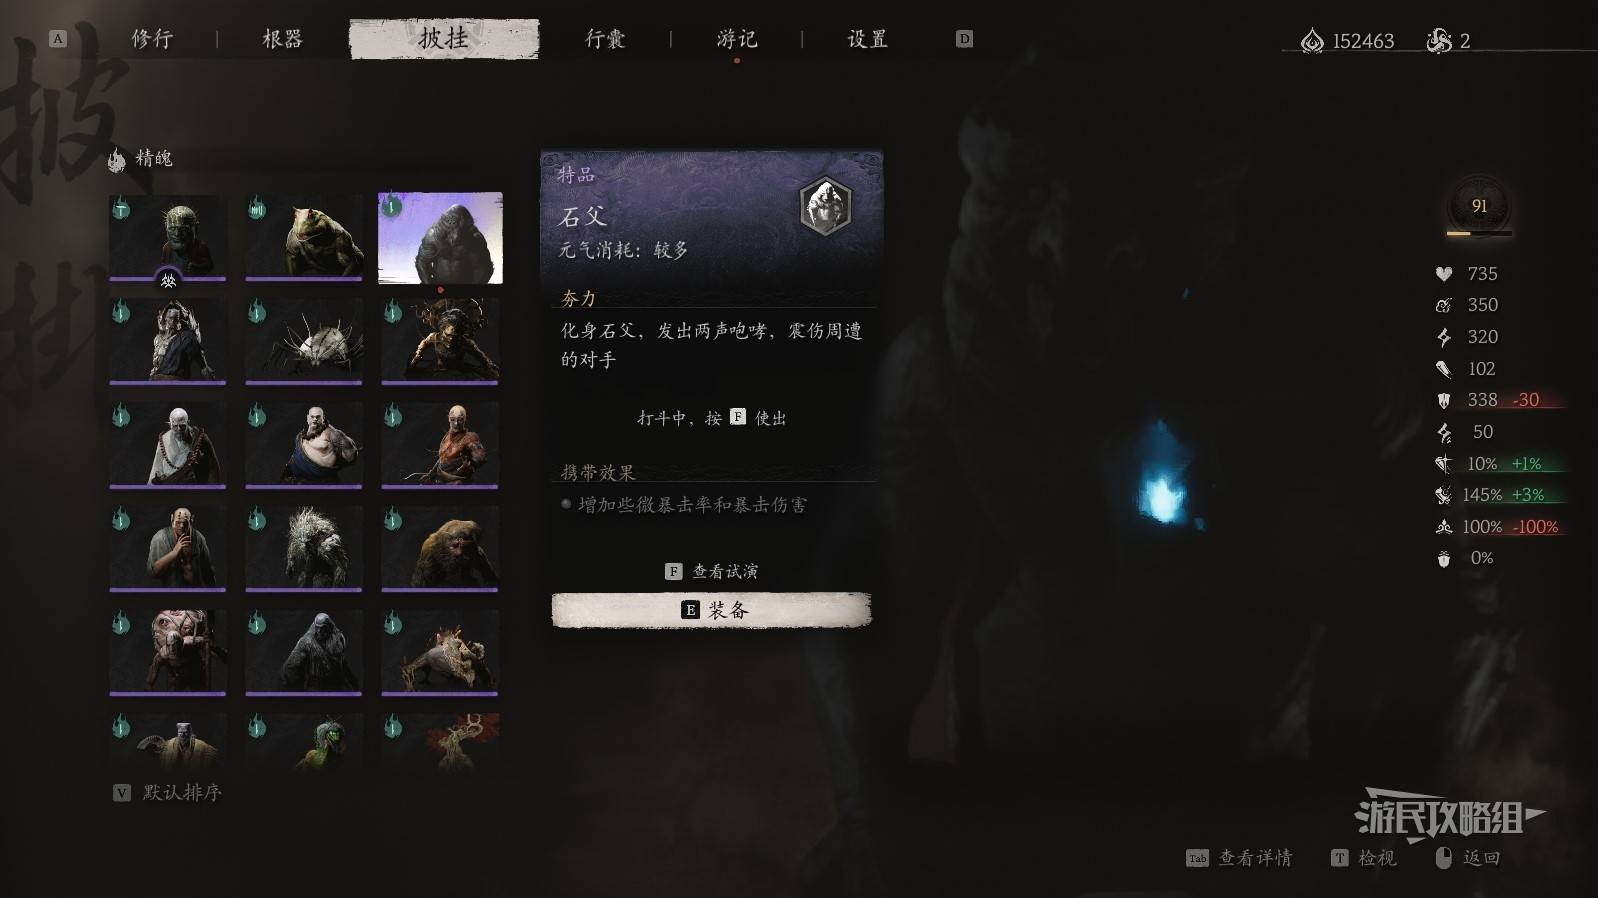 A 修行 | 根器 披挂 行囊 | 游记 | 设置 D
152463 2
披挂
精魄
特品
石父
元气消耗：较多
夯力
化身石父，发出两声咆哮，震伤周遭
的对手
打斗中，按 F 使出
携带效果
增加些微暴击率和暴击伤害
F 查看试演
E 装备
V 默认排序
91
735
350
320
102
338 -30
50
10% +1%
145% +3%
100% -100%
0%
游民攻略组
Tab 查看详情 T 检视 返回